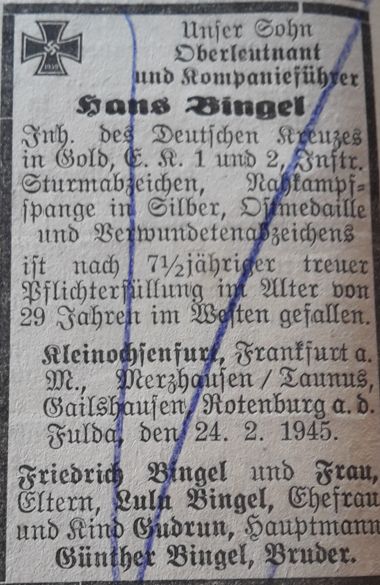 1939
Unser Sohn
Oberleutnant
und Kompanieführer
Hans Bingel
Inh. des Deutschen Kreuzes
in Gold, E. K. 1 und 2, Inftr.
Sturmabzeichen, Nahkampf-
spange in Silber, Ostmedaille
und Verwundetenabzeichens
ist nach 7½jähriger treuer
Pflichterfüllung im Alter von
29 Jahren im Westen gefallen.
Kleinochsenfurt, Frankfurt a.
M., Merzhausen / Taunus,
Gailshausen, Rotenburg a. d.
Fulda, den 24. 2. 1945.
Friedrich Bingel und Frau,
Eltern, Lulu Bingel, Ehefrau
und Kind Gudrun, Hauptmann
Günther Bingel, Bruder.